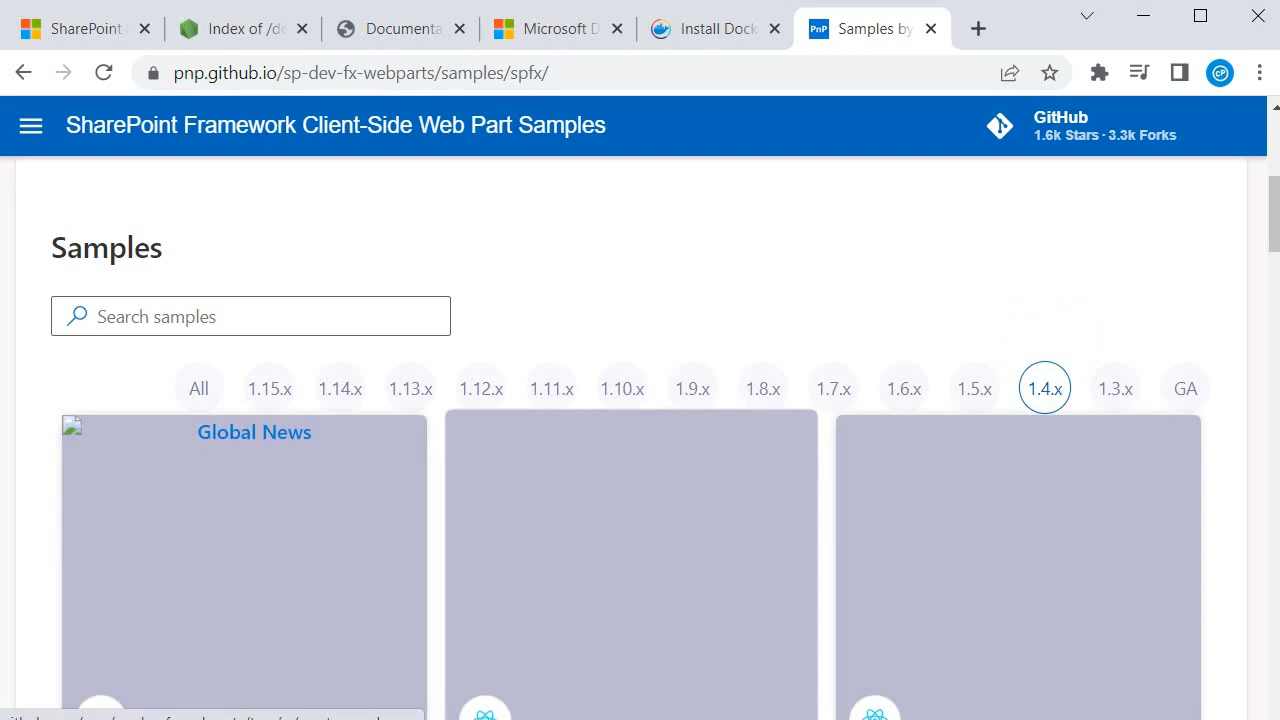 SharePoint
Index of /de
Documenta
Microsoft D
Install Dock
PnP
Samples by
pnp.github.io/sp-dev-fx-webparts/samples/spfx/
cP
SharePoint Framework Client-Side Web Part Samples
GitHub
1.6k Stars · 3.3k Forks
Samples
Search samples
All 1.15.x 1.14.x 1.13.x 1.12.x 1.11.x 1.10.x 1.9.x 1.8.x 1.7.x 1.6.x 1.5.x 1.4.x 1.3.x GA
Global News